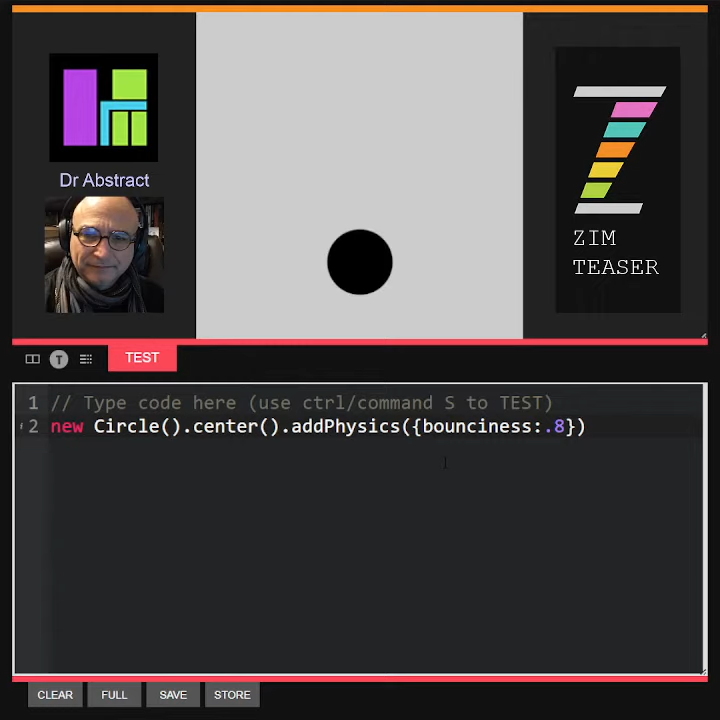 Dr Abstract
ZIM
TEASER
T
TEST
1 // Type code here (use ctrl/command S to TEST)
2 new Circle().center().addPhysics({bounciness:.8})
CLEAR
FULL
SAVE
STORE